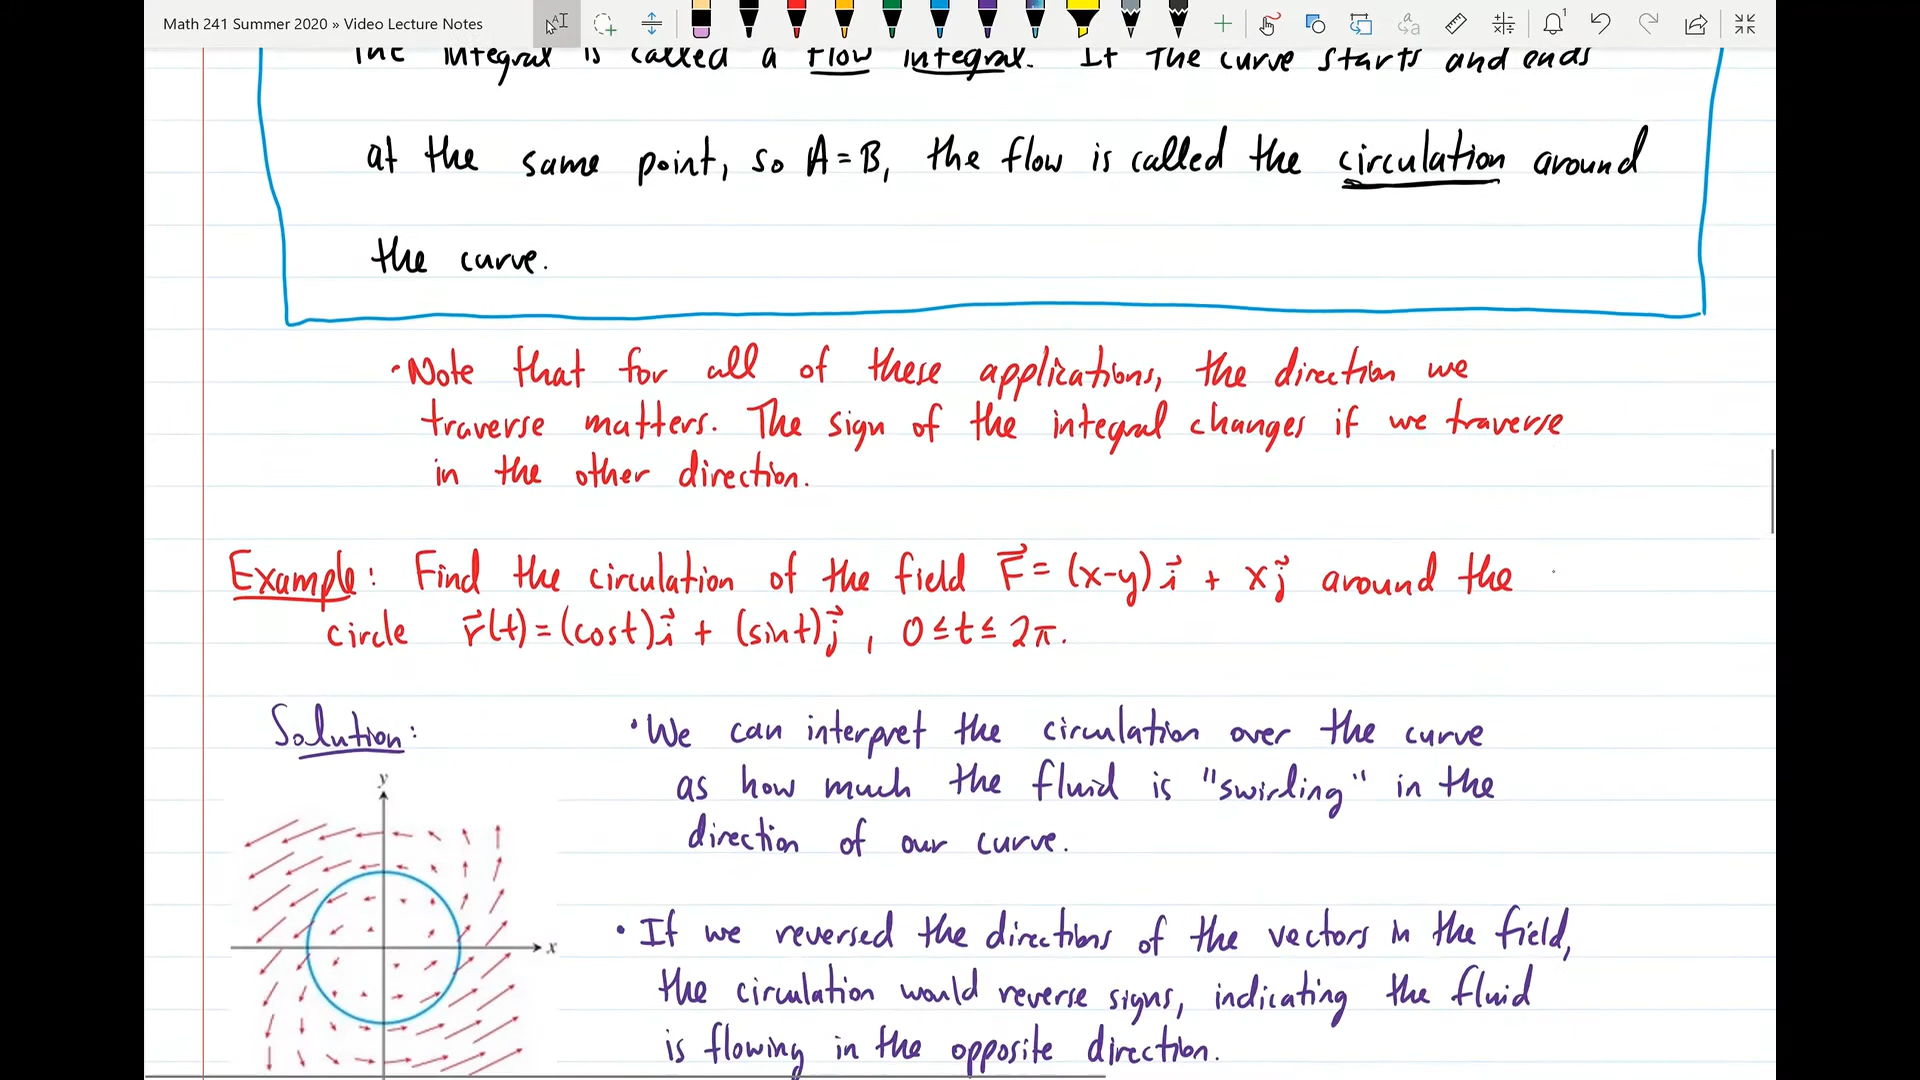 Math 241 Summer 2020 » Video Lecture Notes
The integral is called a flow integral. If the curve starts and ends
at the same point, so A=B, the flow is called the circulation around
the curve.
•Note that for all of these applications, the direction we
traverse matters. The sign of the integral changes if we traverse
in the other direction.
Example: Find the circulation of the field F⃗ = (x-y)i⃗ + xj⃗ around the
circle r⃗(t)=(cost)i⃗ + (sint)j⃗, 0≤t≤2π.
Solution:
•We can interpret the circulation over the curve
as how much the fluid is "swirling" in the
direction of our curve.
y
x
• If we reversed the directions of the vectors in the field,
the circulation would reverse signs, indicating the fluid
is flowing in the opposite direction.